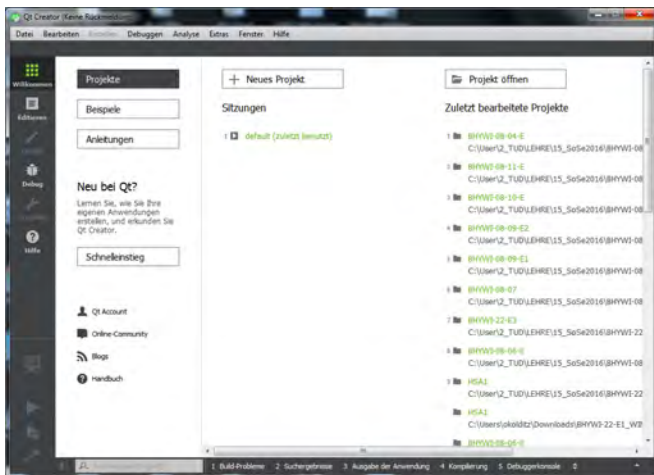 Qt Creator (Keine Rückmeldung)
Datei Bearbeiten Erstellen Debuggen Analyse Extras Fenster Hilfe
Willkommen
Editieren
Debug
Hilfe
Projekte
Beispiele
Anleitungen
Neu bei Qt?
Lernen Sie, wie Sie Ihre
eigenen Anwendungen
erstellen, und erkunden Sie
Qt Creator.
Schnelleinstieg
Qt Account
Online-Community
Blogs
Handbuch
+ Neues Projekt
Sitzungen
1 default (zuletzt benutzt)
Projekt öffnen
Zuletzt bearbeitete Projekte
1 BHYWI-08-04-E
C:\User\2_TUD\LEHRE\15_SoSe2016\BHYWI-08
2 BHYWI-08-11-E
C:\User\2_TUD\LEHRE\15_SoSe2016\BHYWI-08
3 BHYWI-08-10-E
C:\User\2_TUD\LEHRE\15_SoSe2016\BHYWI-08
4 BHYWI-08-09-E2
C:\User\2_TUD\LEHRE\15_SoSe2016\BHYWI-08
5 BHYWI-08-09-E1
C:\User\2_TUD\LEHRE\15_SoSe2016\BHYWI-08
6 BHYWI-08-07
C:\User\2_TUD\LEHRE\15_SoSe2016\BHYWI-08
7 BHYWI-22-E3
C:\User\2_TUD\LEHRE\15_SoSe2016\BHYWI-22
8 BHYWI-08-06-E
C:\User\2_TUD\LEHRE\15_SoSe2016\BHYWI-08
9 HSA1
C:\User\2_TUD\LEHRE\15_SoSe2016\BHYWI-22
HSA1
C:\Users\okolditz\Downloads\BHYWI-22-E1_WI
BHYWI-08-06-E
1 Build-Probleme 2 Suchergebnisse 3 Ausgabe der Anwendung 4 Kompilierung 5 Debuggerkonsole